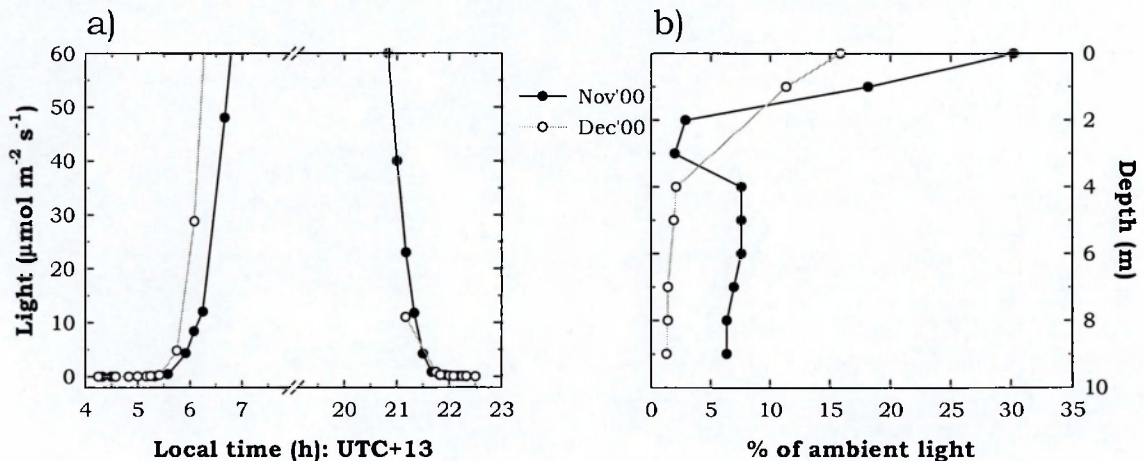 a)
b)
60
50
40
30
20
10
0
Light (µmol m⁻² s⁻¹)
4 5 6 7 20 21 22 23
Local time (h): UTC+13
Nov'00
Dec'00
0
2
4
6
8
10
Depth (m)
0 5 10 15 20 25 30 35
% of ambient light